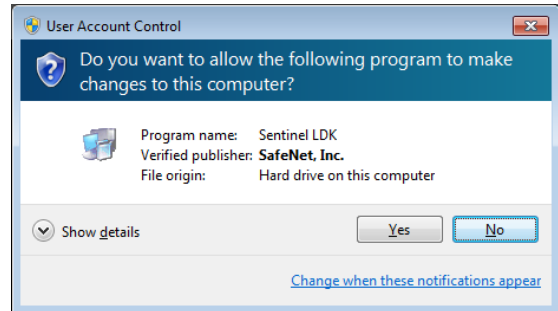 User Account Control
Do you want to allow the following program to make
changes to this computer?
Program name: Sentinel LDK
Verified publisher: SafeNet, Inc.
File origin: Hard drive on this computer
Show details
Yes
No
Change when these notifications appear